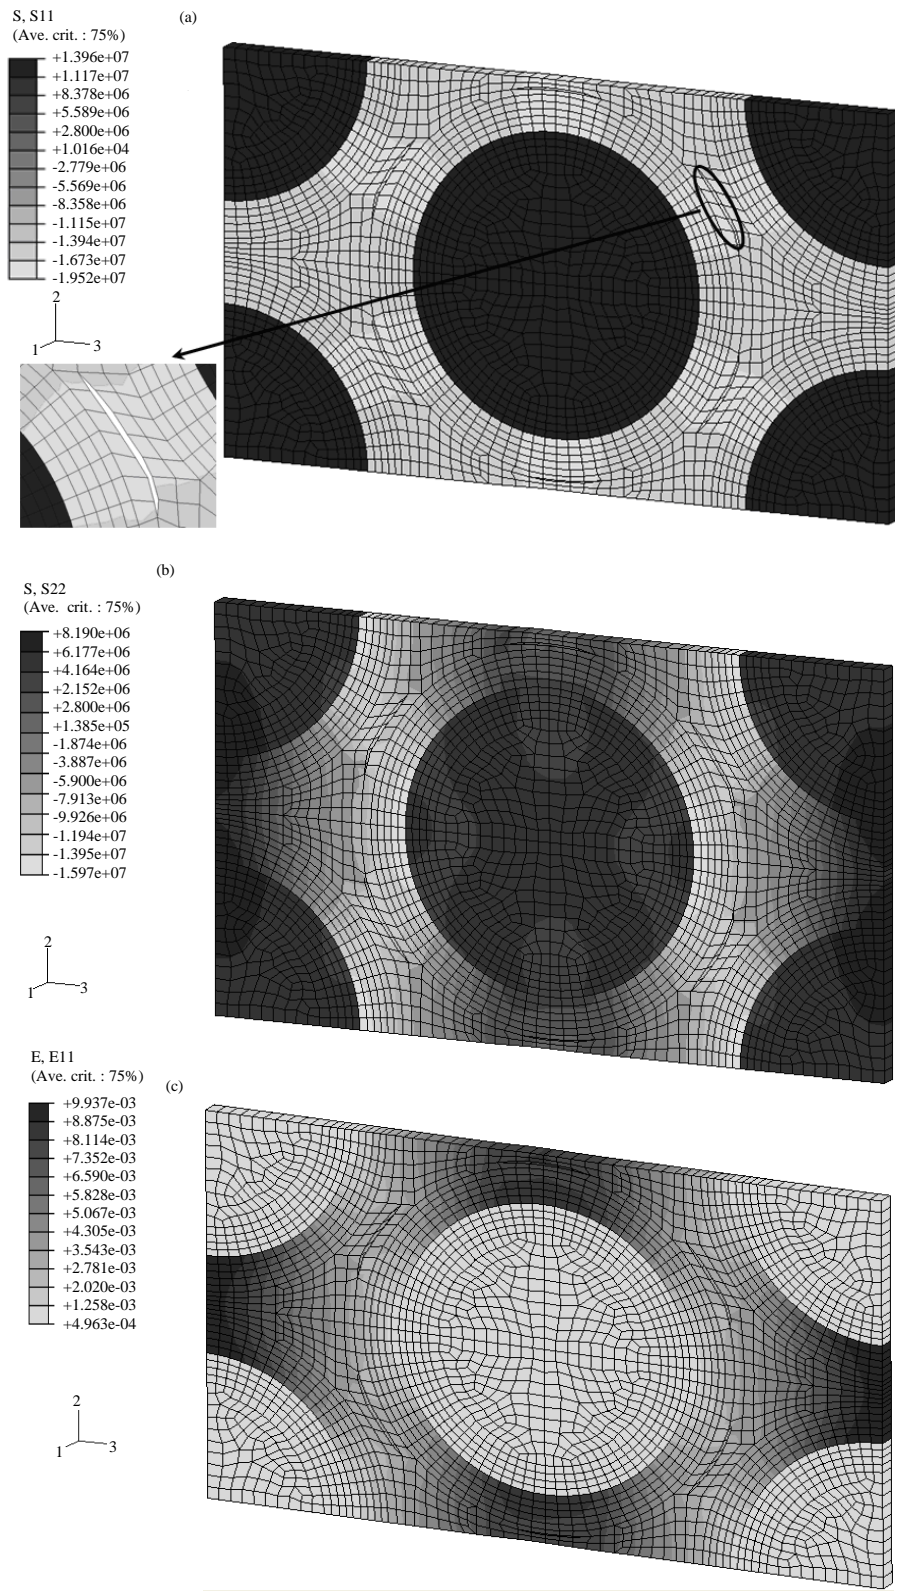 S, S11
(a)
(Ave. crit. : 75%)
+1.396e+07
+1.117e+07
+8.378e+06
+5.589e+06
+2.800e+06
+1.016e+04
-2.779e+06
-5.569e+06
-8.358e+06
-1.115e+07
-1.394e+07
-1.673e+07
-1.952e+07
2
1
3
(b)
S, S22
(Ave. crit. : 75%)
+8.190e+06
+6.177e+06
+4.164e+06
+2.152e+06
+2.800e+06
+1.385e+05
-1.874e+06
-3.887e+06
-5.900e+06
-7.913e+06
-9.926e+06
-1.194e+07
-1.395e+07
-1.597e+07
2
1
3
E, E11
(Ave. crit. : 75%)
(c)
+9.937e-03
+8.875e-03
+8.114e-03
+7.352e-03
+6.590e-03
+5.828e-03
+5.067e-03
+4.305e-03
+3.543e-03
+2.781e-03
+2.020e-03
+1.258e-03
+4.963e-04
2
1
3